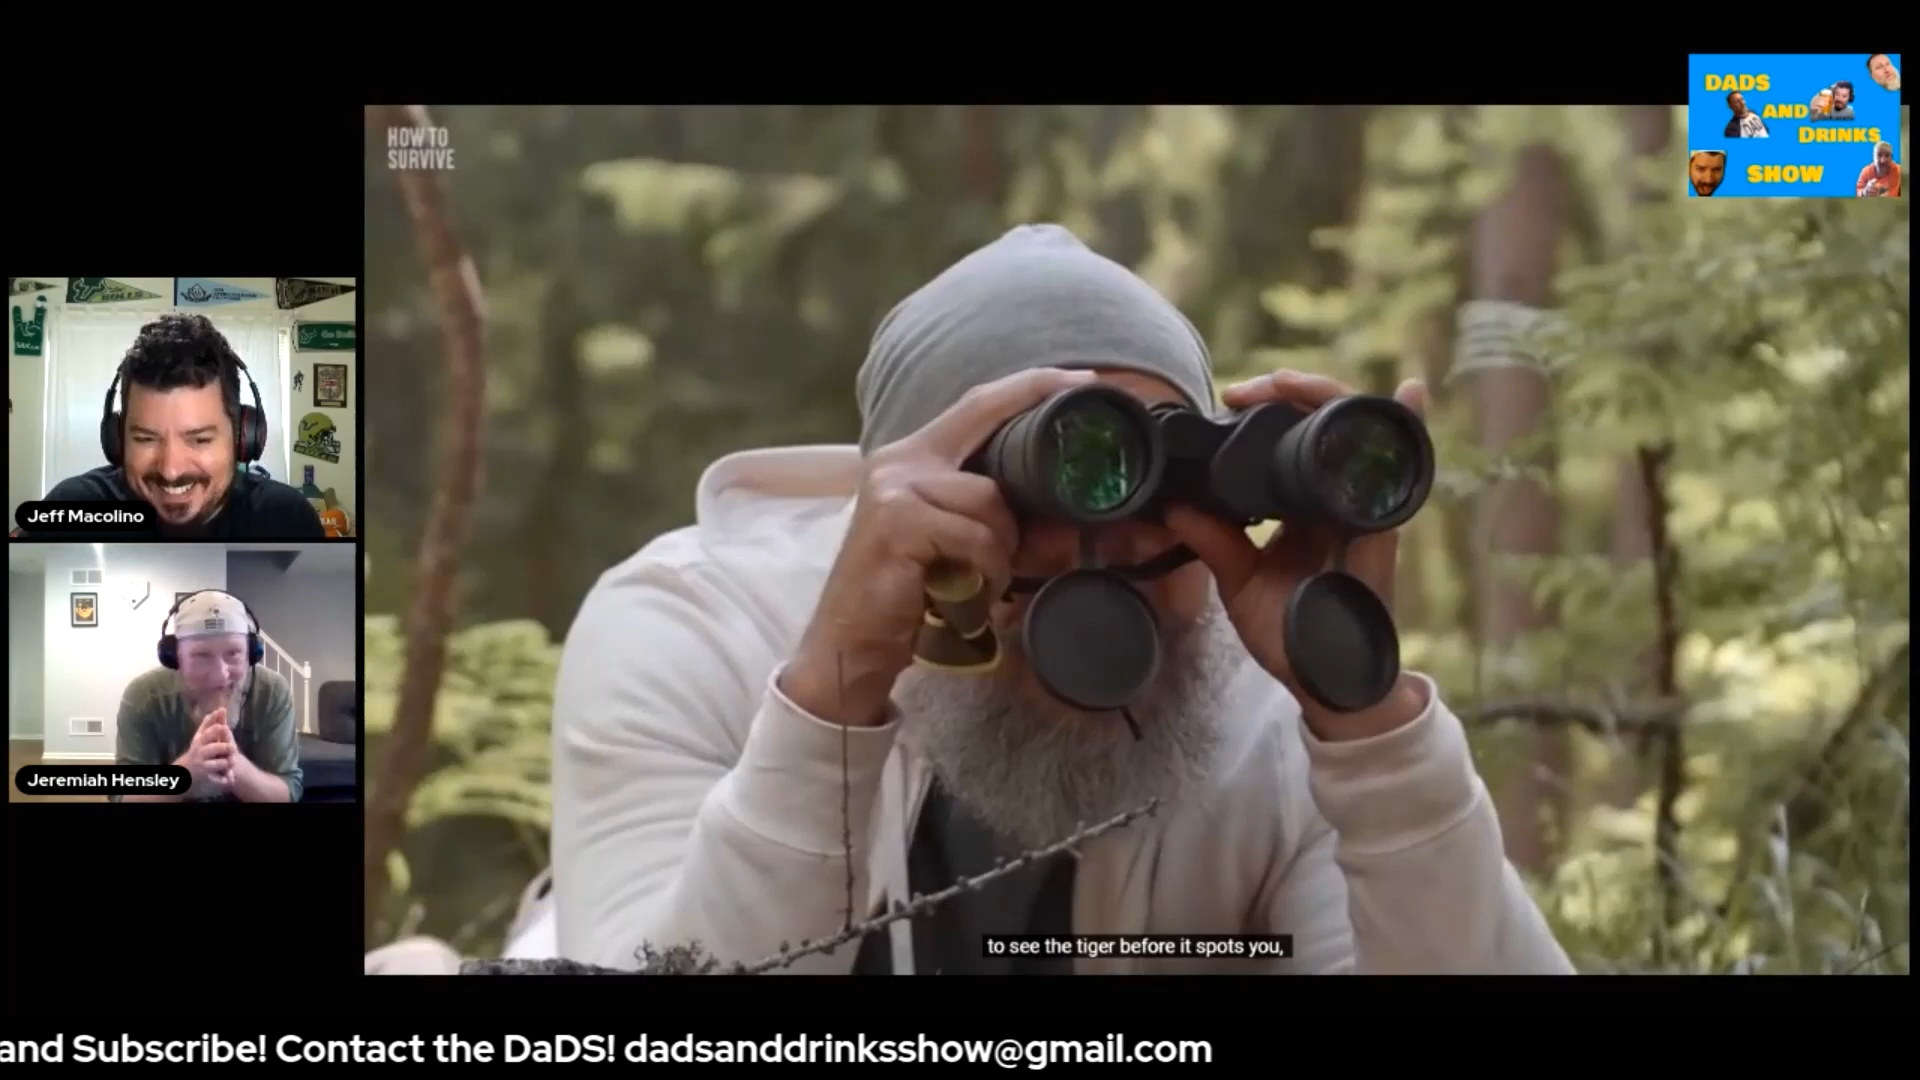 HOW TO
SURVIVE
DADS
AND
DRINKS
SHOW
BULLS
Jeff Macolino
Jeremiah Hensley
to see the tiger before it spots you,
and Subscribe! Contact the DaDS! dadsanddrinksshow@gmail.com